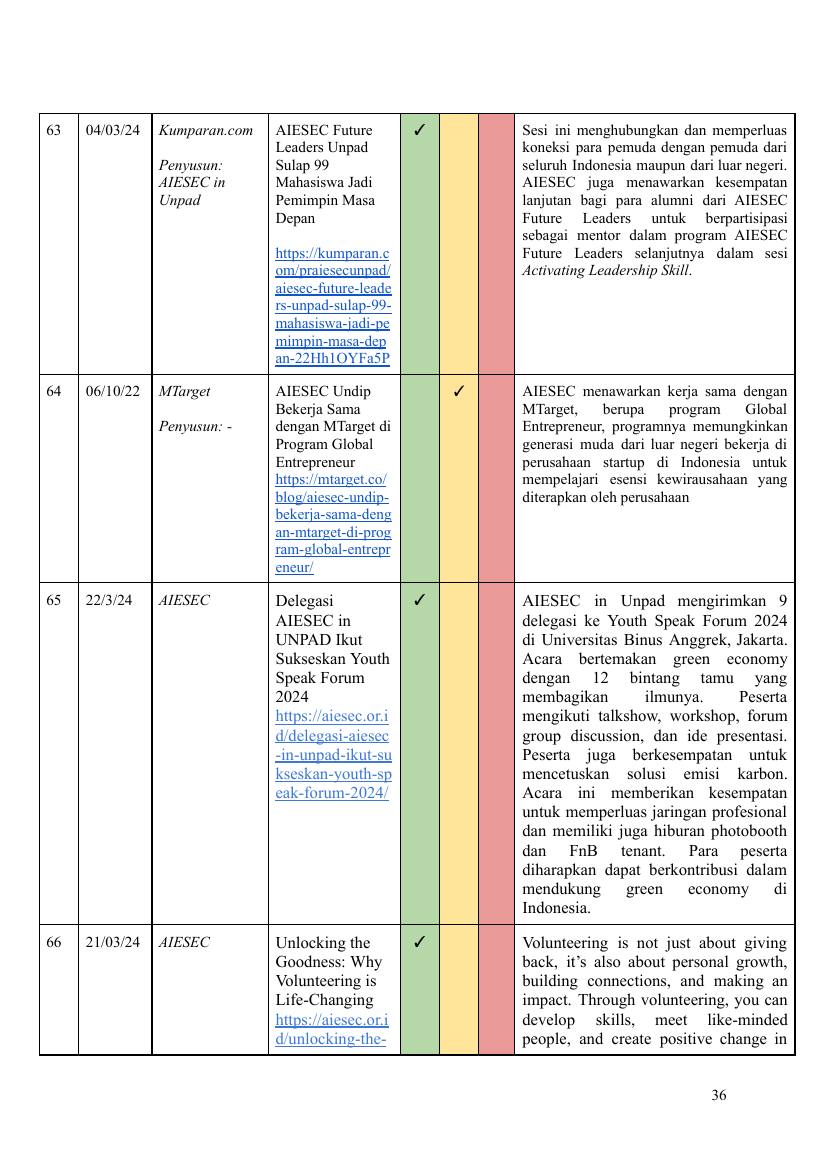 63
04/03/24
Kumparan.com
Penyusun:
AIESEC in
Unpad
AIESEC Future
Leaders Unpad
Sulap 99
Mahasiswa Jadi
Pemimpin Masa
Depan
https://kumparan.c
om/praiesecunpad/
aiesec-future-leade
rs-unpad-sulap-99-
mahasiswa-jadi-pe
mimpin-masa-dep
an-22Hh1OYFa5P
✓
Sesi ini menghubungkan dan memperluas
koneksi para pemuda dengan pemuda dari
seluruh Indonesia maupun dari luar negeri.
AIESEC juga menawarkan kesempatan
lanjutan bagi para alumni dari AIESEC
Future Leaders untuk berpartisipasi
sebagai mentor dalam program AIESEC
Future Leaders selanjutnya dalam sesi
Activating Leadership Skill.
64
06/10/22
MTarget
Penyusun: -
AIESEC Undip
Bekerja Sama
dengan MTarget di
Program Global
Entrepreneur
https://mtarget.co/
blog/aiesec-undip-
bekerja-sama-deng
an-mtarget-di-prog
ram-global-entrepr
eneur/
✓
AIESEC menawarkan kerja sama dengan
MTarget, berupa program Global
Entrepreneur, programnya memungkinkan
generasi muda dari luar negeri bekerja di
perusahaan startup di Indonesia untuk
mempelajari esensi kewirausahaan yang
diterapkan oleh perusahaan
65
22/3/24
AIESEC
Delegasi
AIESEC in
UNPAD Ikut
Sukseskan Youth
Speak Forum
2024
https://aiesec.or.i
d/delegasi-aiesec
-in-unpad-ikut-su
kseskan-youth-sp
eak-forum-2024/
✓
AIESEC in Unpad mengirimkan 9
delegasi ke Youth Speak Forum 2024
di Universitas Binus Anggrek, Jakarta.
Acara bertemakan green economy
dengan 12 bintang tamu yang
membagikan ilmunya. Peserta
mengikuti talkshow, workshop, forum
group discussion, dan ide presentasi.
Peserta juga berkesempatan untuk
mencetuskan solusi emisi karbon.
Acara ini memberikan kesempatan
untuk memperluas jaringan profesional
dan memiliki juga hiburan photobooth
dan FnB tenant. Para peserta
diharapkan dapat berkontribusi dalam
mendukung green economy di
Indonesia.
66
21/03/24
AIESEC
Unlocking the
Goodness: Why
Volunteering is
Life-Changing
https://aiesec.or.i
d/unlocking-the-
✓
Volunteering is not just about giving
back, it’s also about personal growth,
building connections, and making an
impact. Through volunteering, you can
develop skills, meet like-minded
people, and create positive change in
36